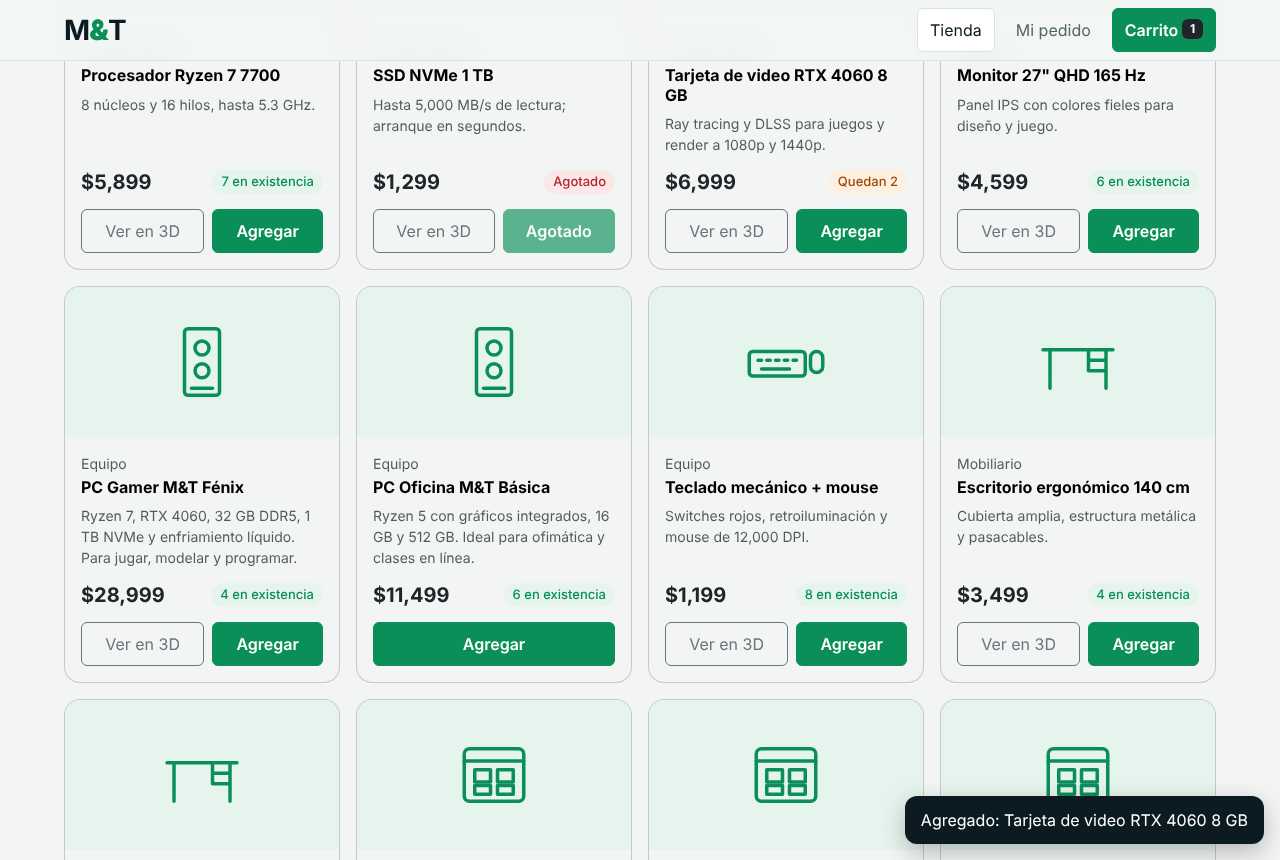 M&T
Tienda
Mi pedido
Carrito 1
Procesador Ryzen 7 7700
8 núcleos y 16 hilos, hasta 5.3 GHz.
$5,899
7 en existencia
Ver en 3D
Agregar
SSD NVMe 1 TB
Hasta 5,000 MB/s de lectura;
arranque en segundos.
$1,299
Agotado
Ver en 3D
Agotado
Tarjeta de video RTX 4060 8
GB
Ray tracing y DLSS para juegos y
render a 1080p y 1440p.
$6,999
Quedan 2
Ver en 3D
Agregar
Monitor 27" QHD 165 Hz
Panel IPS con colores fieles para
diseño y juego.
$4,599
6 en existencia
Ver en 3D
Agregar
Equipo
PC Gamer M&T Fénix
Ryzen 7, RTX 4060, 32 GB DDR5, 1
TB NVMe y enfriamiento líquido.
Para jugar, modelar y programar.
$28,999
4 en existencia
Ver en 3D
Agregar
Equipo
PC Oficina M&T Básica
Ryzen 5 con gráficos integrados, 16
GB y 512 GB. Ideal para ofimática y
clases en línea.
$11,499
6 en existencia
Agregar
Equipo
Teclado mecánico + mouse
Switches rojos, retroiluminación y
mouse de 12,000 DPI.
$1,199
8 en existencia
Ver en 3D
Agregar
Mobiliario
Escritorio ergonómico 140 cm
Cubierta amplia, estructura metálica
y pasacables.
$3,499
4 en existencia
Ver en 3D
Agregar
Agregado: Tarjeta de video RTX 4060 8 GB